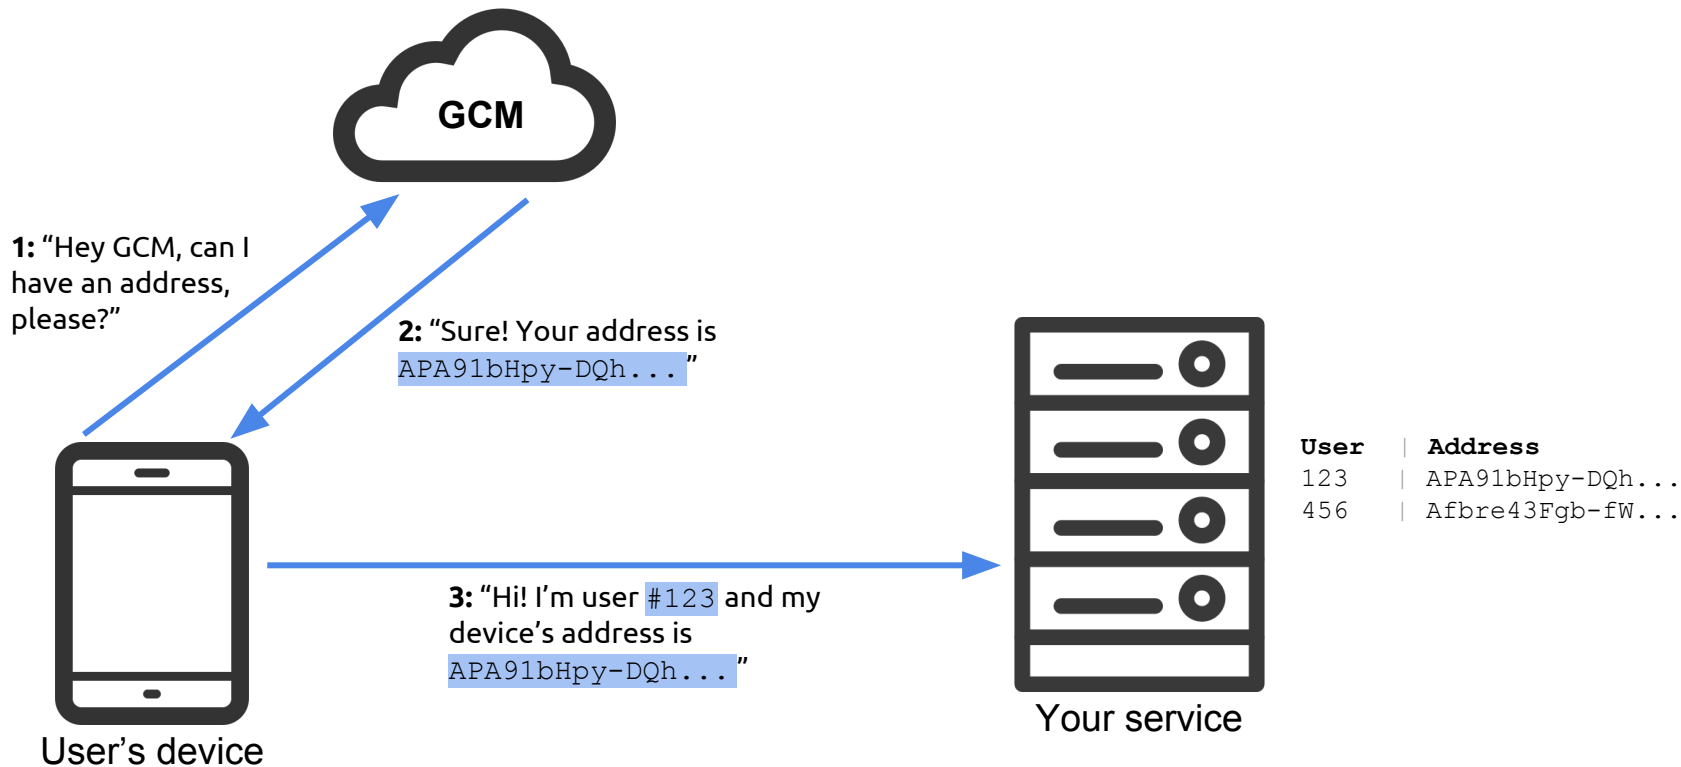 GCM
1: “Hey GCM, can I
have an address,
please?”
2: “Sure! Your address is
APA91bHpy-DQh... ”
3: “Hi! I’m user #123 and my
device’s address is
APA91bHpy-DQh... ”
User | Address
123 | APA91bHpy-DQh...
456 | Afbre43Fgb-fW...
User’s device
Your service